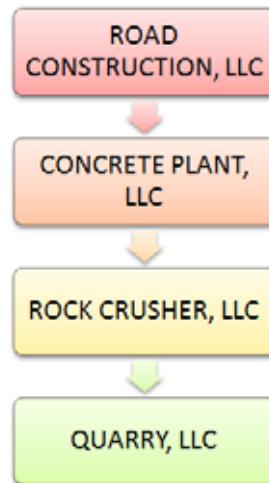 ROAD
CONSTRUCTION, LLC
CONCRETE PLANT,
LLC
ROCK CRUSHER, LLC
QUARRY, LLC